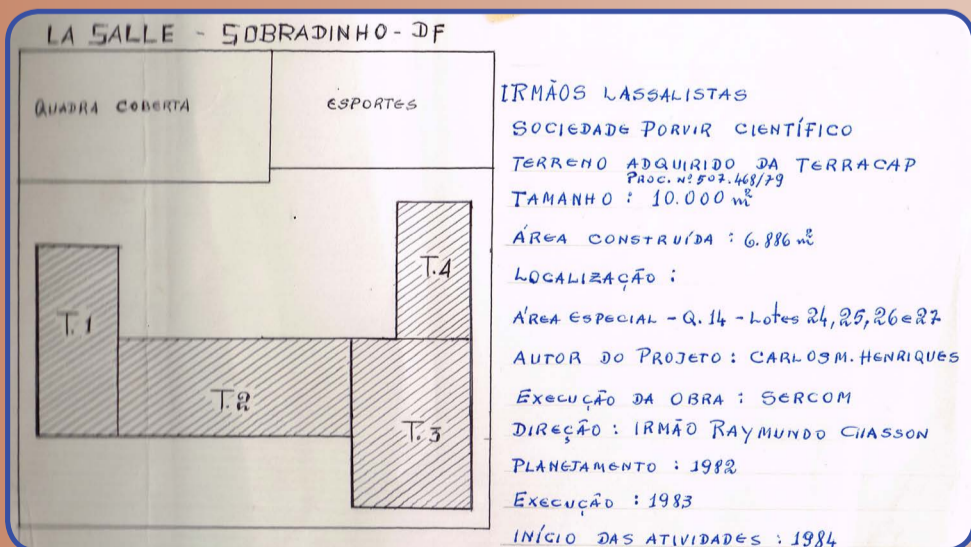 LA SALLE - SOBRADINHO - DF
QUADRA COBERTA
ESPORTES
T.1
T.2
T.3
T.4
IRMÃOS LASSALISTAS
SOCIEDADE PORVIR CIENTÍFICO
TERRENO ADQUIRIDO DA TERRACAP
PROC. Nº 507.468/79
TAMANHO : 10.000 m²
ÁREA CONSTRUÍDA : 6.886 m²
LOCALIZAÇÃO :
ÁREA ESPECIAL - Q. 14 - Lotes 24, 25, 26 e 27
AUTOR DO PROJETO : CARLOS M. HENRIQUES
EXECUÇÃO DA OBRA : SERCOM
DIREÇÃO : IRMÃO RAYMUNDO CHASSON
PLANEJAMENTO : 1982
EXECUÇÃO : 1983
INÍCIO DAS ATIVIDADES : 1984